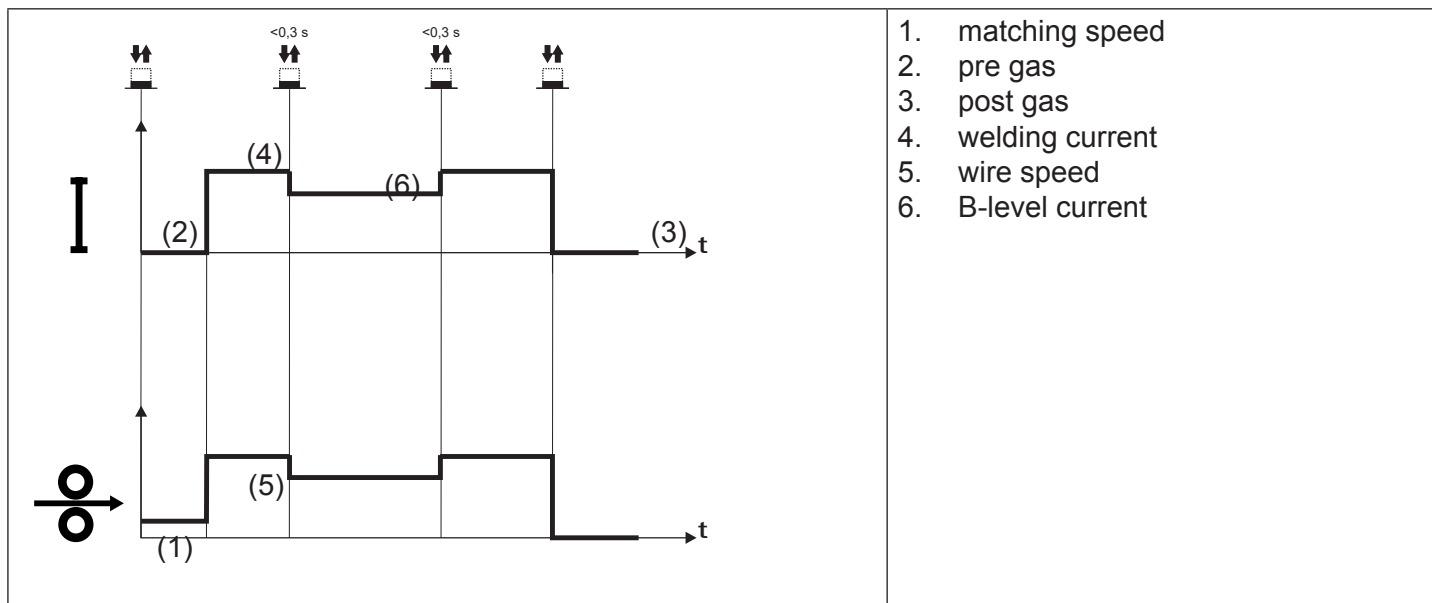 <0,3 s <0,3 s
(4)
(6)
(2) (3) t
I
(5)
t
(1)
1. matching speed
2. pre gas
3. post gas
4. welding current
5. wire speed
6. B-level current